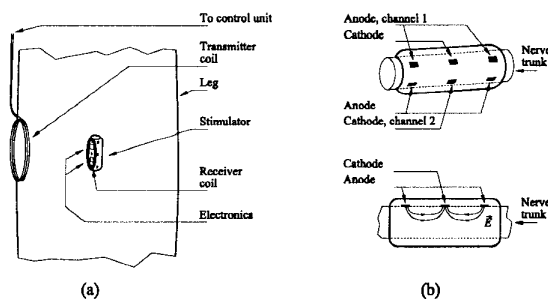 To control unit
Transmitter
coil
Leg
Stimulator
Receiver
coil
Electronics
(a)
Anode, channel 1
Cathode
Nerve
trunk
Anode
Cathode, channel 2
Cathode
Anode
E
Nerve
trunk
(b)